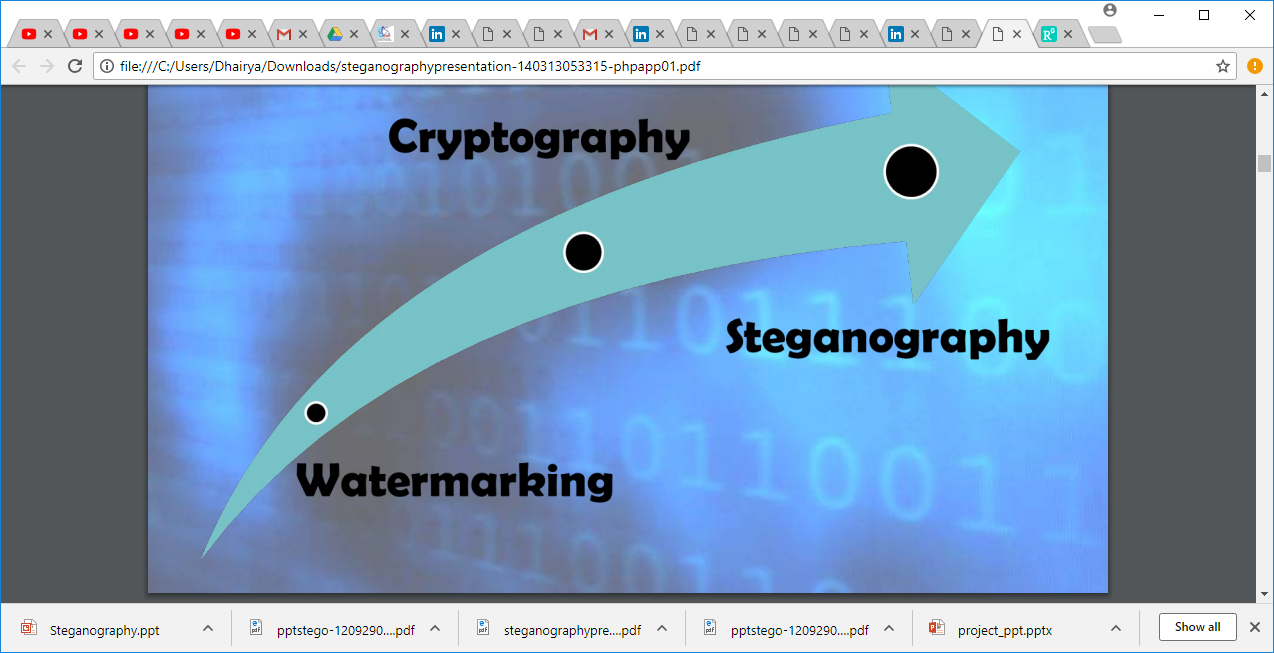 file:///C:/Users/Dhairya/Downloads/steganographypresentation-140313053315-phpapp01.pdf
Cryptography
Steganography
Watermarking
Steganography.ppt
pptstego-1209290....pdf
steganographypre....pdf
pptstego-1209290....pdf
project_ppt.pptx
Show all